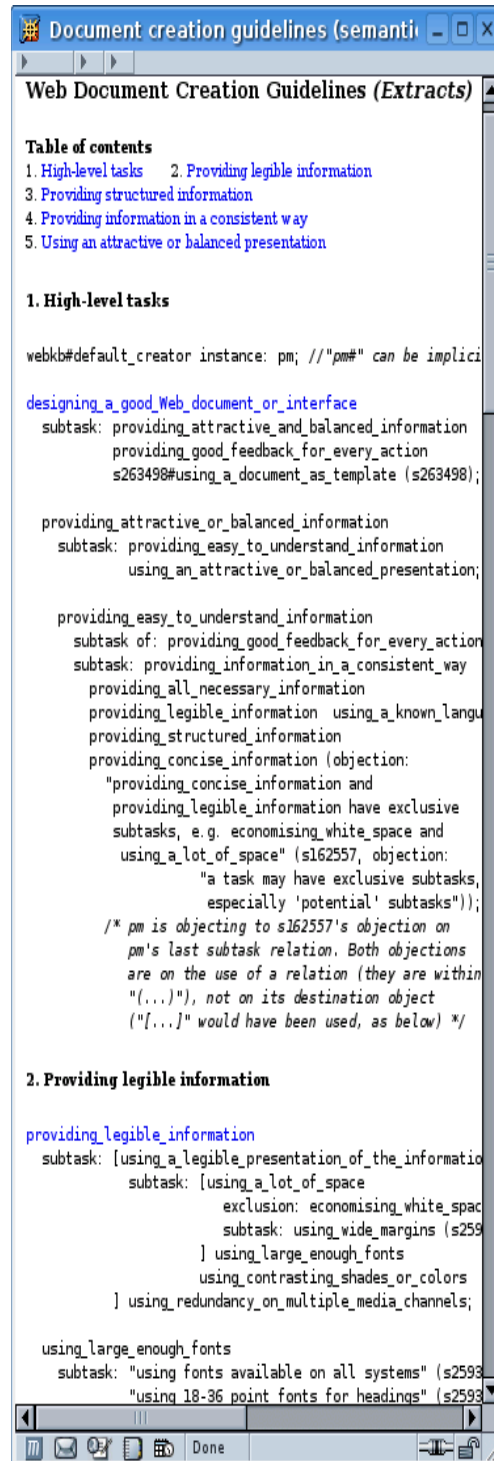 Document creation guidelines (semanti
Web Document Creation Guidelines (Extracts)
Table of contents
1. High-level tasks 2. Providing legible information
3. Providing structured information
4. Providing information in a consistent way
5. Using an attractive or balanced presentation
1. High-level tasks
webkb#default_creator instance: pm; //"pm#" can be implici
designing_a_good_Web_document_or_interface
subtask: providing_attractive_and_balanced_information
providing_good_feedback_for_every_action
s263498#using_a_document_as_template (s263498);
providing_attractive_or_balanced_information
subtask: providing_easy_to_understand_information
using_an_attractive_or_balanced_presentation;
providing_easy_to_understand_information
subtask of: providing_good_feedback_for_every_action
subtask: providing_information_in_a_consistent_way
providing_all_necessary_information
providing_legible_information using_a_known_langu
providing_structured_information
providing_concise_information (objection:
"providing_concise_information and
providing_legible_information have exclusive
subtasks, e.g. economising_white_space and
using_a_lot_of_space" (s162557, objection:
"a task may have exclusive subtasks,
especially 'potential' subtasks"));
/* pm is objecting to s162557's objection on
pm's last subtask relation. Both objections
are on the use of a relation (they are within
"(...)"), not on its destination object
("[...]" would have been used, as below) */
2. Providing legible information
providing_legible_information
subtask: [using_a_legible_presentation_of_the_informatio
subtask: [using_a_lot_of_space
exclusion: economising_white_spac
subtask: using_wide_margins (s259
] using_large_enough_fonts
using_contrasting_shades_or_colors
] using_redundancy_on_multiple_media_channels;
using_large_enough_fonts
subtask: "using fonts available on all systems" (s2593
"using 18-36 point fonts for headings" (s2593
Done